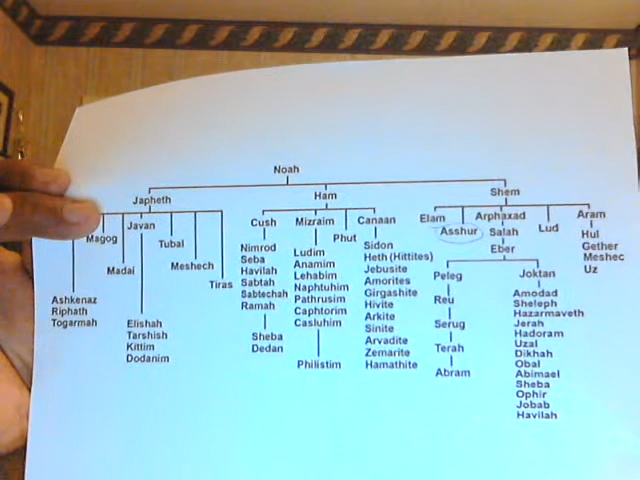 Noah
Japheth
Ham
Shem
Magog
Madai
Javan
Tubal
Meshech
Tiras
Ashkenaz
Riphath
Togarmah
Elishah
Tarshish
Kittim
Dodanim
Cush
Mizraim
Phut
Canaan
Nimrod
Seba
Havilah
Sabtah
Sabtechah
Ramah
Sheba
Dedan
Ludim
Anamim
Lehabim
Naphtuhim
Pathrusim
Caphtorim
Casluhim
Philistim
Sidon
Heth (Hittites)
Jebusite
Amorites
Girgashite
Hivite
Arkite
Sinite
Arvadite
Zemarite
Hamathite
Elam
Asshur
Arphaxad
Lud
Aram
Salah
Eber
Peleg
Reu
Serug
Terah
Abram
Joktan
Amodad
Sheleph
Hazarmaveth
Jerah
Hadoram
Uzal
Dikhah
Obal
Abimael
Sheba
Ophir
Jobab
Havilah
Hul
Gether
Meshec
Uz